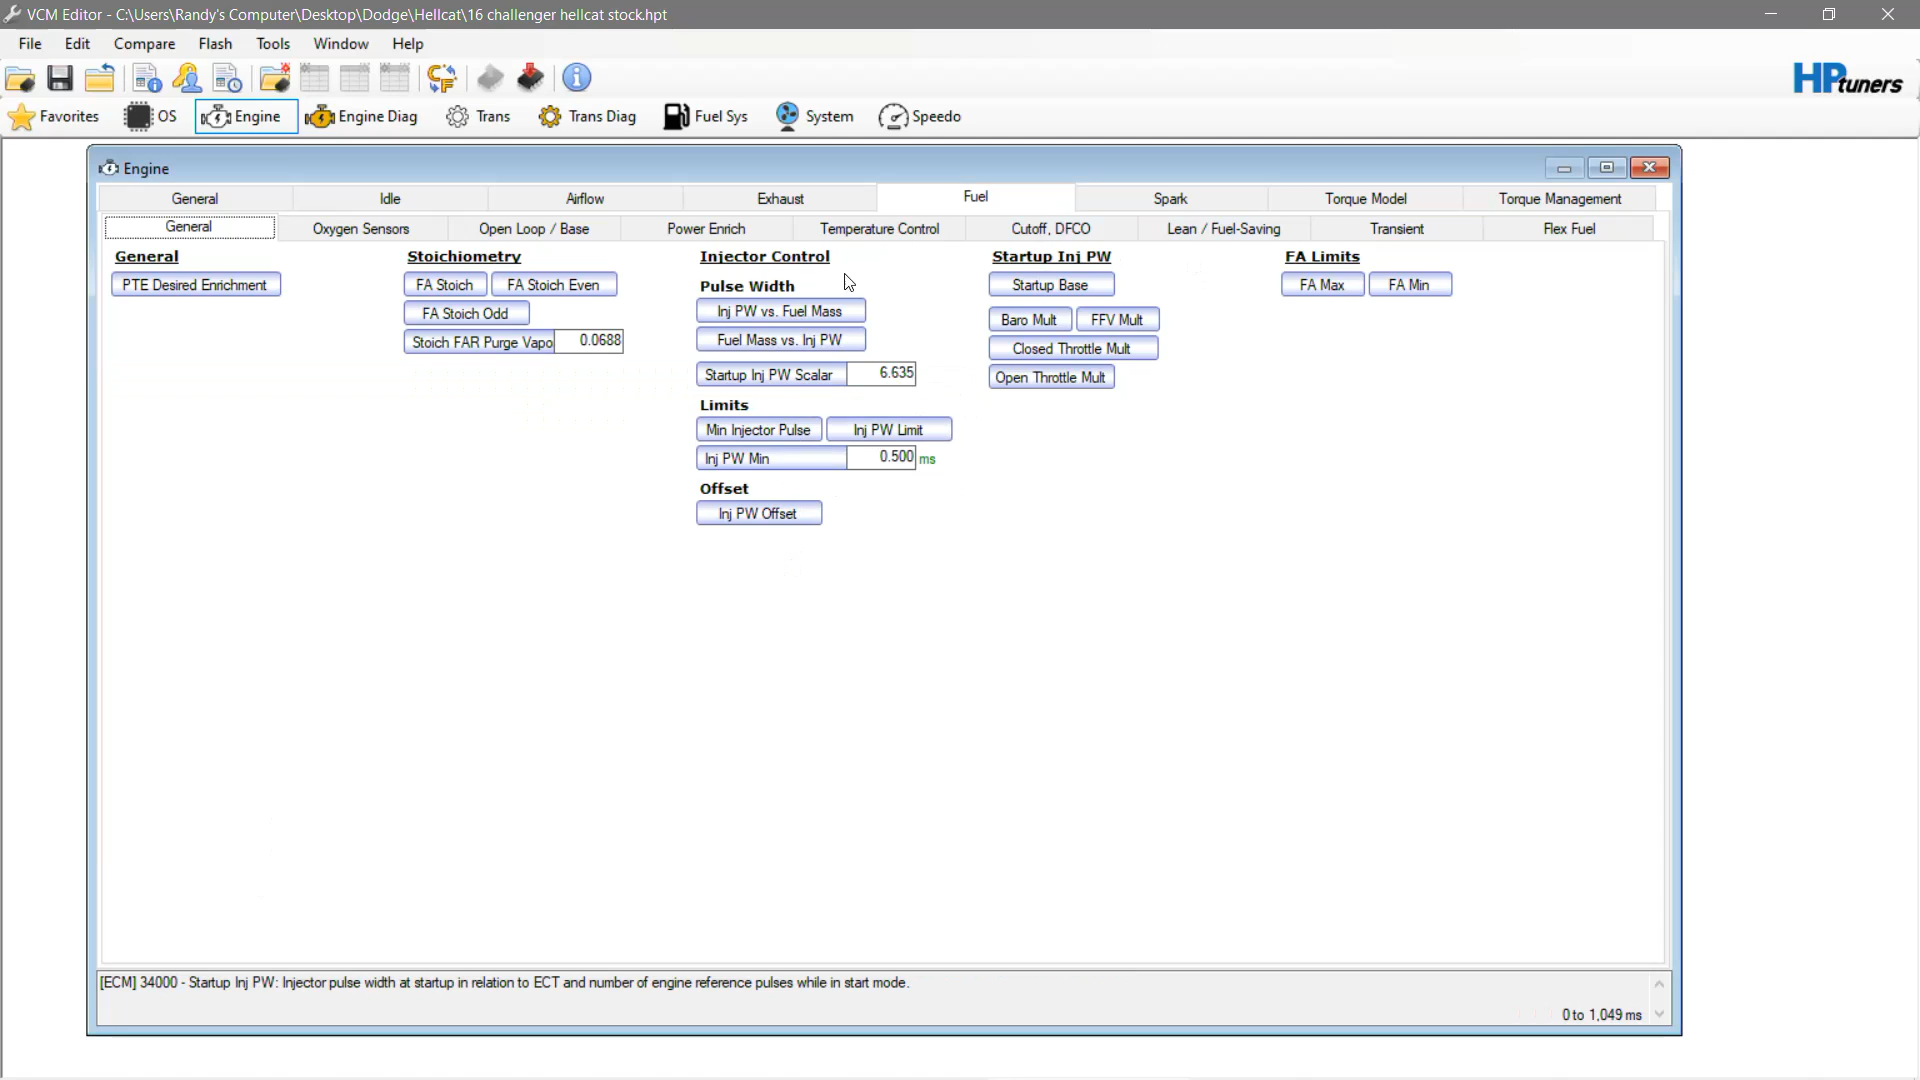 VCM Editor - C:\Users\Randy's Computer\Desktop\Dodge\Hellcat\16 challenger hellcat stock.hpt
File Edit Compare Flash Tools Window Help
HPtuners
Favorites OS Engine Engine Diag Trans Trans Diag Fuel Sys System Speedo
Engine
General Idle Airflow Exhaust Fuel Spark Torque Model Torque Management
General Oxygen Sensors Open Loop / Base Power Enrich Temperature Control Cutoff, DFCO Lean / Fuel-Saving Transient Flex Fuel
General
PTE Desired Enrichment
Stoichiometry
FA Stoich FA Stoich Even
FA Stoich Odd
Stoich FAR Purge Vapo 0.0688
Injector Control
Pulse Width
Inj PW vs. Fuel Mass
Fuel Mass vs. Inj PW
Startup Inj PW Scalar 6.635
Limits
Min Injector Pulse Inj PW Limit
Inj PW Min 0.500 ms
Offset
Inj PW Offset
Startup Inj PW
Startup Base
Baro Mult FFV Mult
Closed Throttle Mult
Open Throttle Mult
FA Limits
FA Max FA Min
[ECM] 34000 - Startup Inj PW: Injector pulse width at startup in relation to ECT and number of engine reference pulses while in start mode.
0 to 1,049 ms